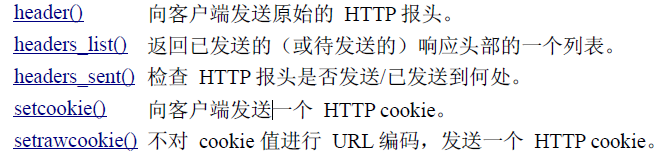 header() 向客户端发送原始的 HTTP 报头。
headers_list() 返回已发送的（或待发送的）响应头部的一个列表。
headers_sent() 检查 HTTP 报头是否发送/已发送到何处。
setcookie() 向客户端发送一个 HTTP cookie。
setrawcookie() 不对 cookie 值进行 URL 编码，发送一个 HTTP cookie。